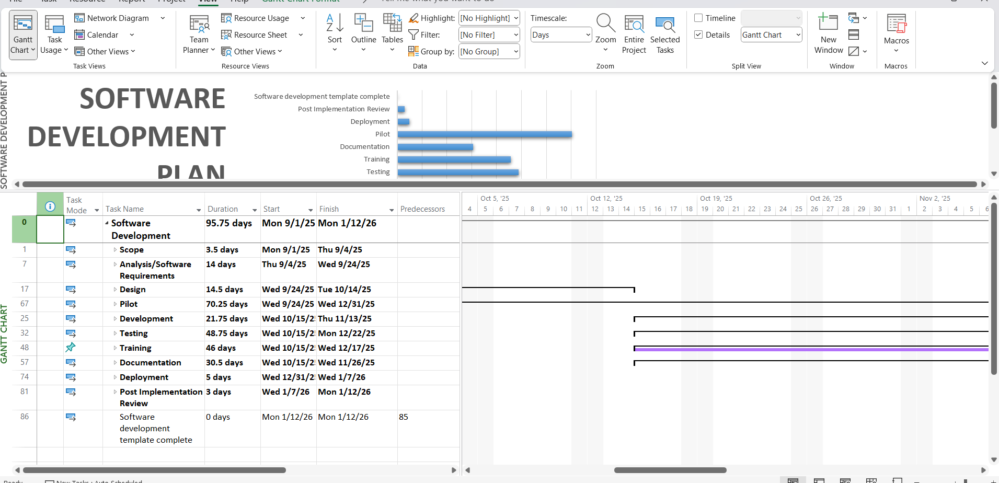 File Task Resource Report Project View Help Gantt Chart Format Tell me what you want to do
Gantt Chart
Task Usage
Network Diagram
Calendar
Other Views
Task Views
Team Planner
Resource Usage
Resource Sheet
Other Views
Resource Views
Sort
Outline
Tables
Highlight: [No Highlight]
Filter: [No Filter]
Group by: [No Group]
Data
Timescale:
Days
Zoom
Entire Project
Selected Tasks
Zoom
Timeline
Details Gantt Chart
Split View
New Window
Window
Macros
Macros
SOFTWARE DEVELOPMENT P
SOFTWARE
DEVELOPMENT
PLAN
Software development template complete
Post Implementation Review
Deployment
Pilot
Documentation
Training
Testing
GANTT CHART
Task Mode Task Name Duration Start Finish Predecessors
0 Software Development 95.75 days Mon 9/1/25 Mon 1/12/26
1 Scope 3.5 days Mon 9/1/25 Thu 9/4/25
7 Analysis/Software Requirements 14 days Thu 9/4/25 Wed 9/24/25
17 Design 14.5 days Wed 9/24/25 Tue 10/14/25
67 Pilot 70.25 days Wed 9/24/25 Wed 12/31/25
25 Development 21.75 days Wed 10/15/2 Thu 11/13/25
32 Testing 48.75 days Wed 10/15/2 Mon 12/22/25
48 Training 46 days Wed 10/15/2 Wed 12/17/25
57 Documentation 30.5 days Wed 10/15/2 Wed 11/26/25
74 Deployment 5 days Wed 12/31/2 Wed 1/7/26
81 Post Implementation Review 3 days Wed 1/7/26 Mon 1/12/26
86 Software development template complete 0 days Mon 1/12/26 Mon 1/12/26 85
Oct 5, '25 Oct 12, '25 Oct 19, '25 Oct 26, '25 Nov 2, '25
4 5 6 7 8 9 10 11 12 13 14 15 16 17 18 19 20 21 22 23 24 25 26 27 28 29 30 31 1 2 3 4 5 6
Ready New Tasks : Auto Scheduled